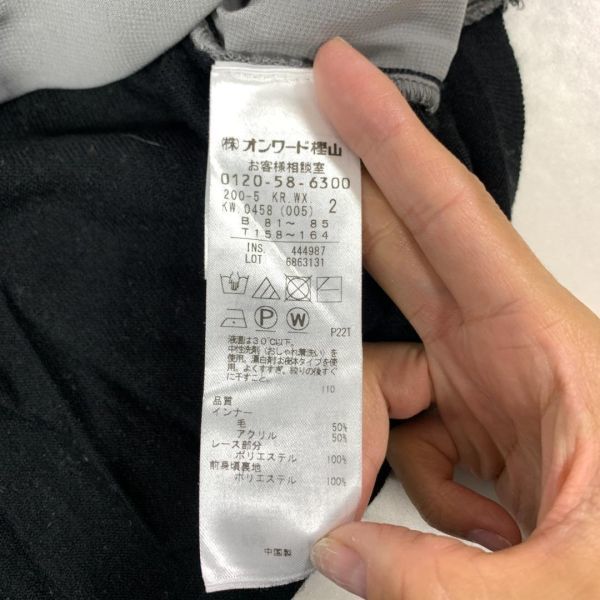 ㈱オンワード樫山
お客様相談室
0120-58-6300
200-5 KR.WX
KW.0458 (005) 2
B 81～ 85
T158～164
INS. 444987
LOT 6863131
P
W
P22T
液温は30℃以下。
中性洗剤(おしゃれ着洗い)を
使用、漂白剤は液体タイプを使
用。よくすすぎ、絞りの後すぐ
に干すこと。
110
品質
インナー
毛 50%
アクリル 50%
レース部分
ポリエステル 100%
前身頃裏地
ポリエステル 100%
中国製